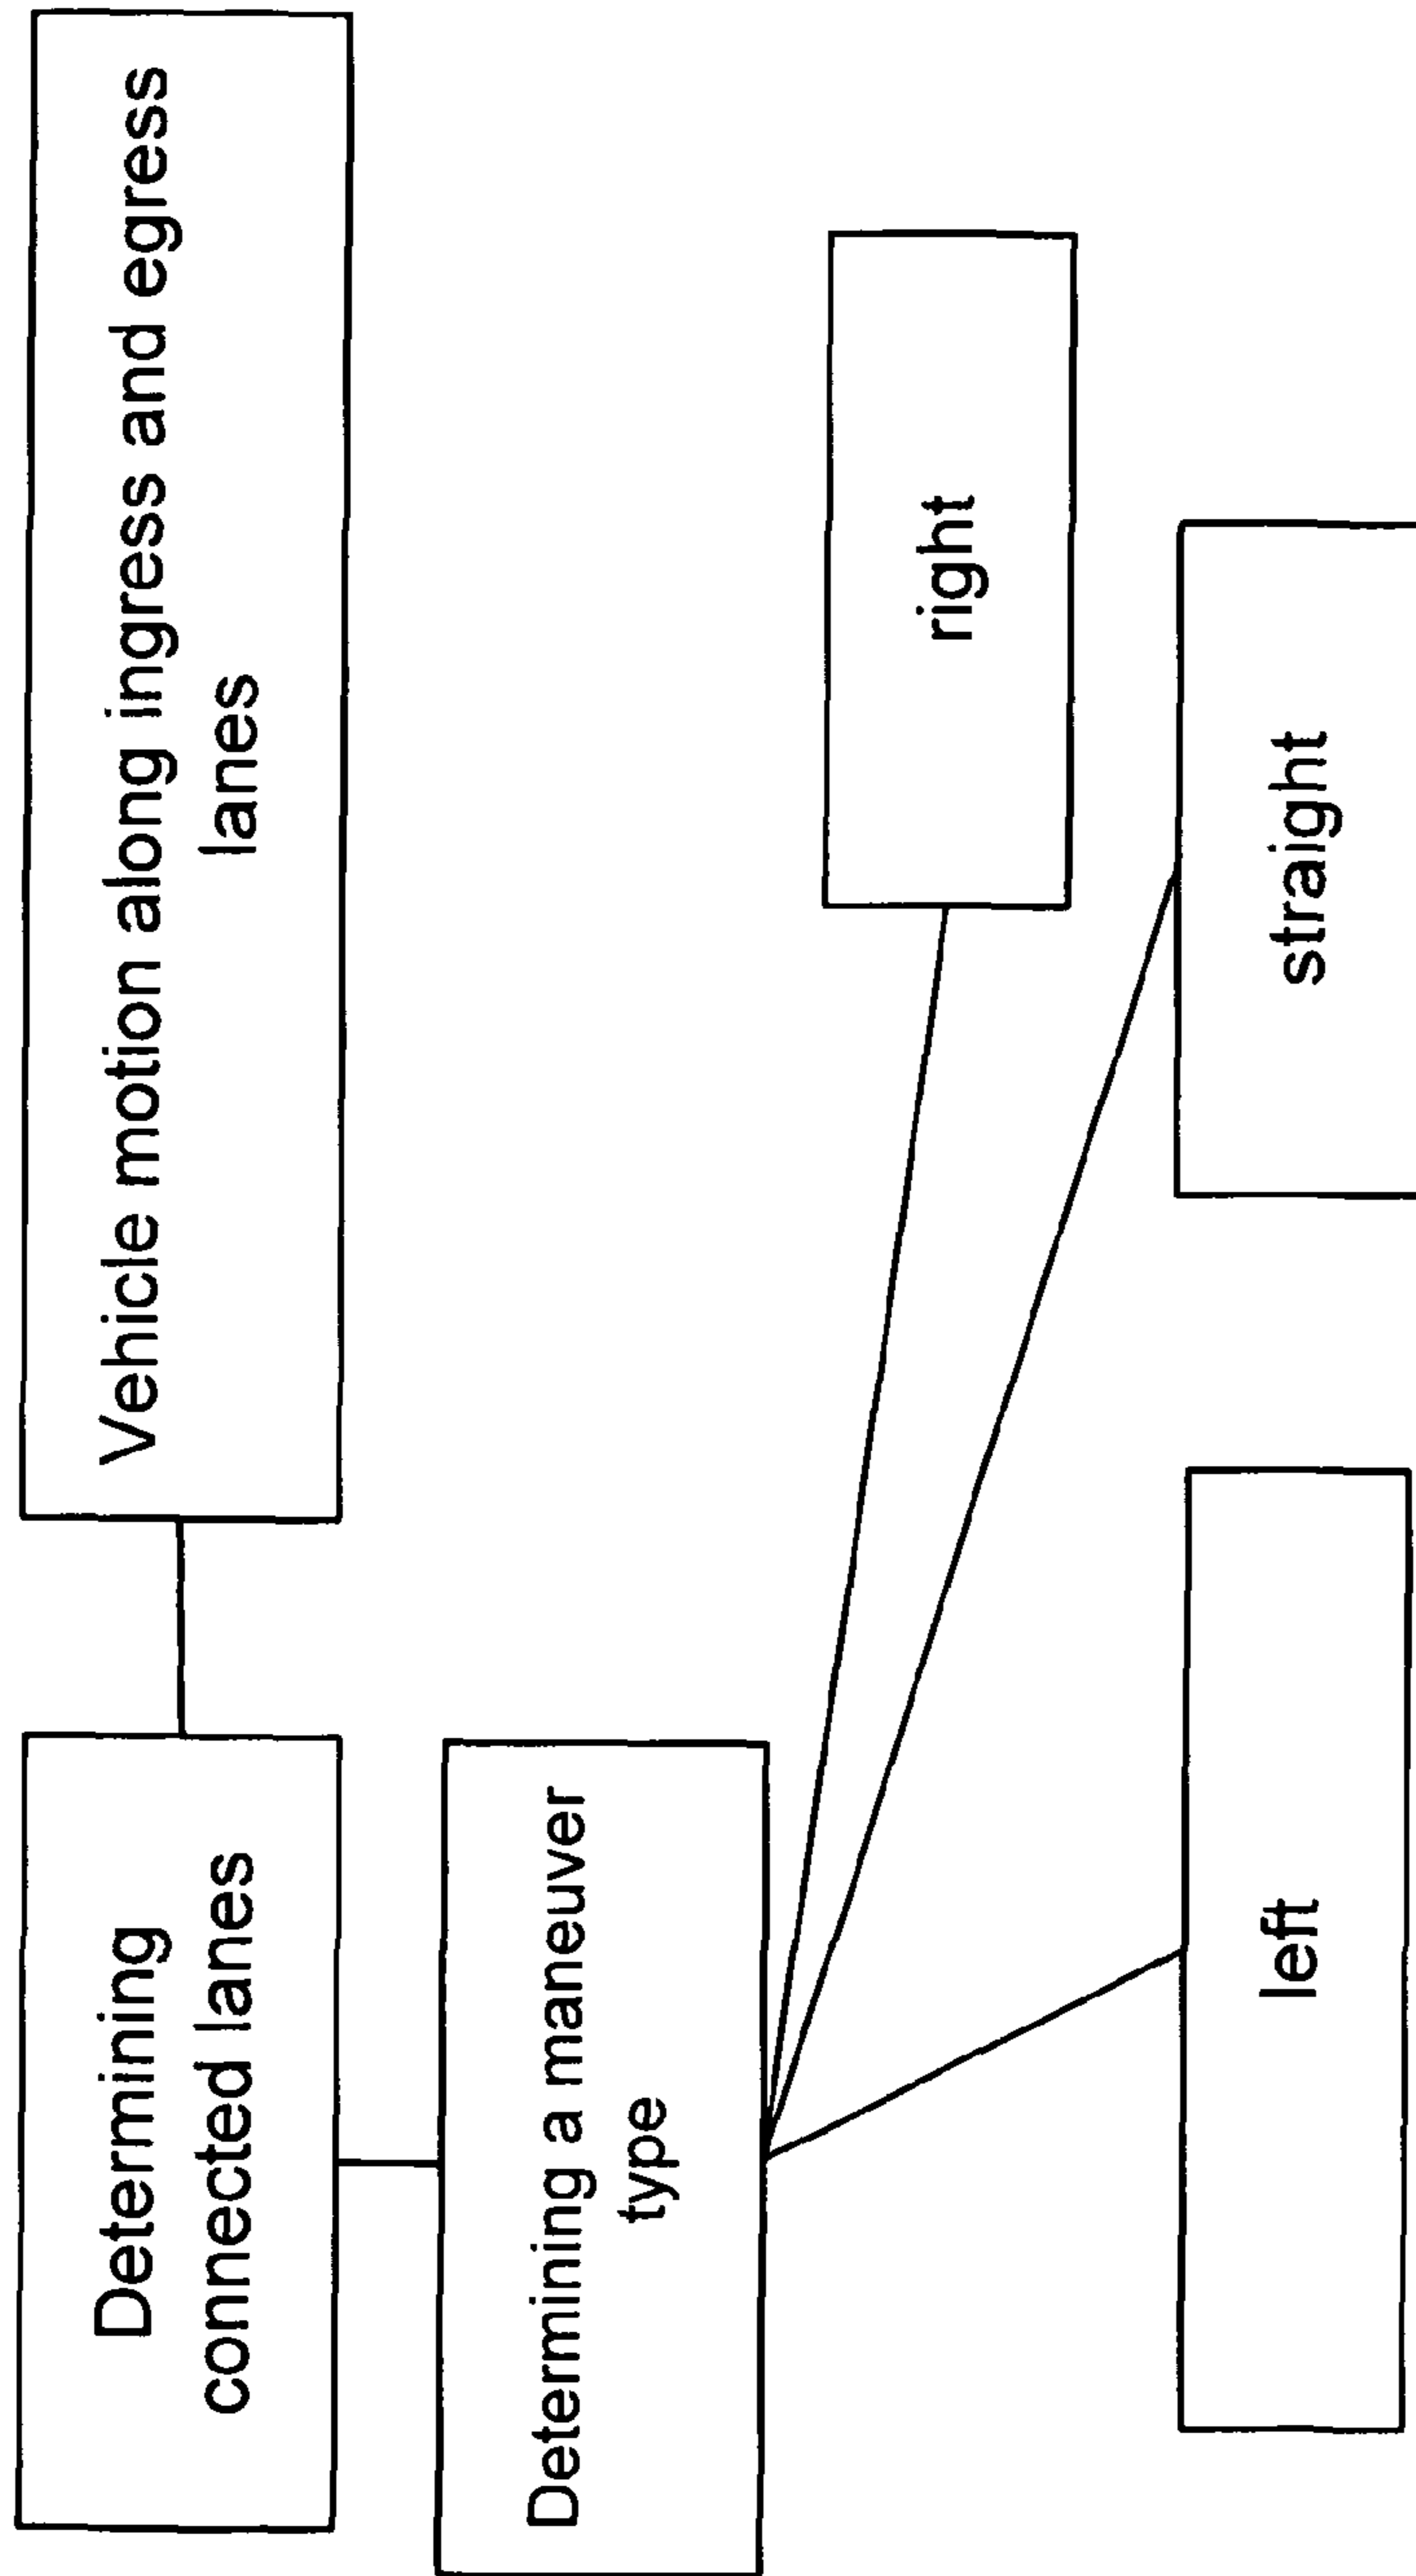 Determining
connected lanes
Vehicle motion along ingress and egress
lanes
Determining a maneuver
type
right
left
straight